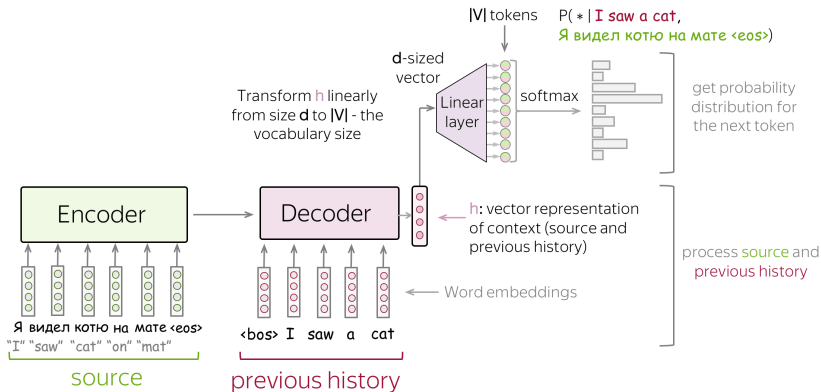 |V| tokens
P( * | I saw a cat,
Я видел котю на мате <eos>)
d-sized
vector
Transform h linearly
from size d to |V| - the
vocabulary size
Linear
layer
softmax
get probability
distribution for
the next token
Encoder
Decoder
h: vector representation
of context (source and
previous history)
process source and
previous history
Word embeddings
Я видел котю на мате <eos>
"I" "saw" "cat" "on" "mat"
<bos> I saw a cat
source
previous history